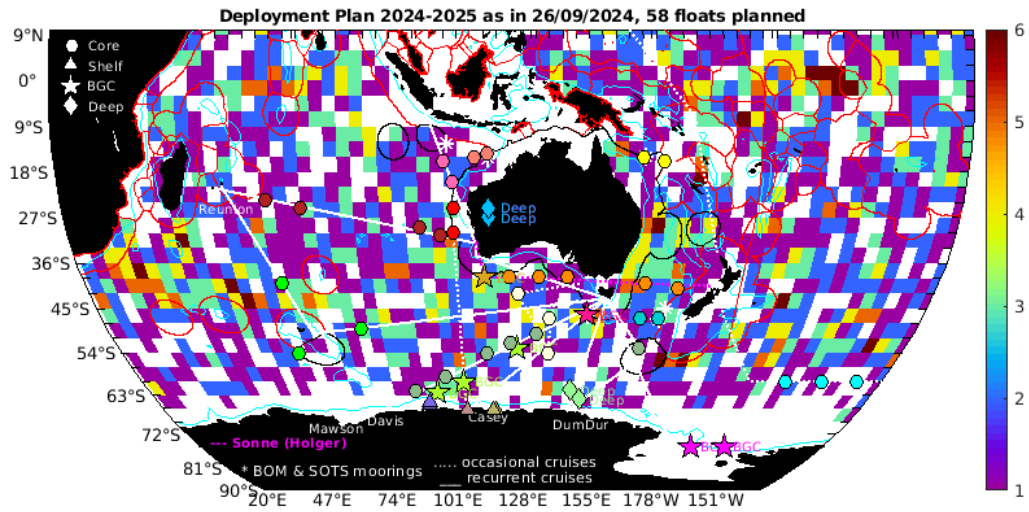 Deployment Plan 2024-2025 as in 26/09/2024, 58 floats planned
9°N
0°
9°S
18°S
27°S
36°S
45°S
54°S
63°S
72°S
81°S
90°S
Core
Shelf
BGC
Deep
Reunion
Deep
Deep
BGC
Deep
Mawson
Davis
Casey
DumDur
BGC
--- Sonne (Holger)
* BOM & SOTS moorings
..... occasional cruises
___ recurrent cruises
20°E 47°E 74°E 101°E 128°E 155°E 178°W 151°W
6
5
4
3
2
1